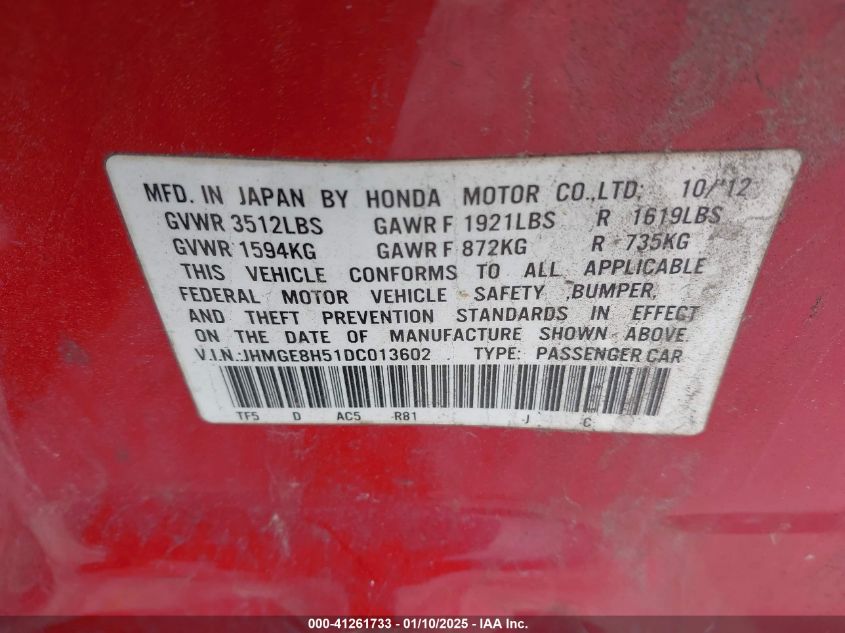 MFD. IN JAPAN BY HONDA MOTOR CO.,LTD. 10/'12
GVWR 3512LBS GAWR F 1921LBS R 1619LBS
GVWR 1594KG GAWR F 872KG R 735KG
THIS VEHICLE CONFORMS TO ALL APPLICABLE
FEDERAL MOTOR VEHICLE SAFETY ,BUMPER,
AND THEFT PREVENTION STANDARDS IN EFFECT
ON THE DATE OF MANUFACTURE SHOWN ABOVE.
V.I.N.:JHMGE8H51DC013602 TYPE: PASSENGER CAR
TF5 D AC5 R81 J C
000-41261733 — 01/10/2025 — IAA, Inc.